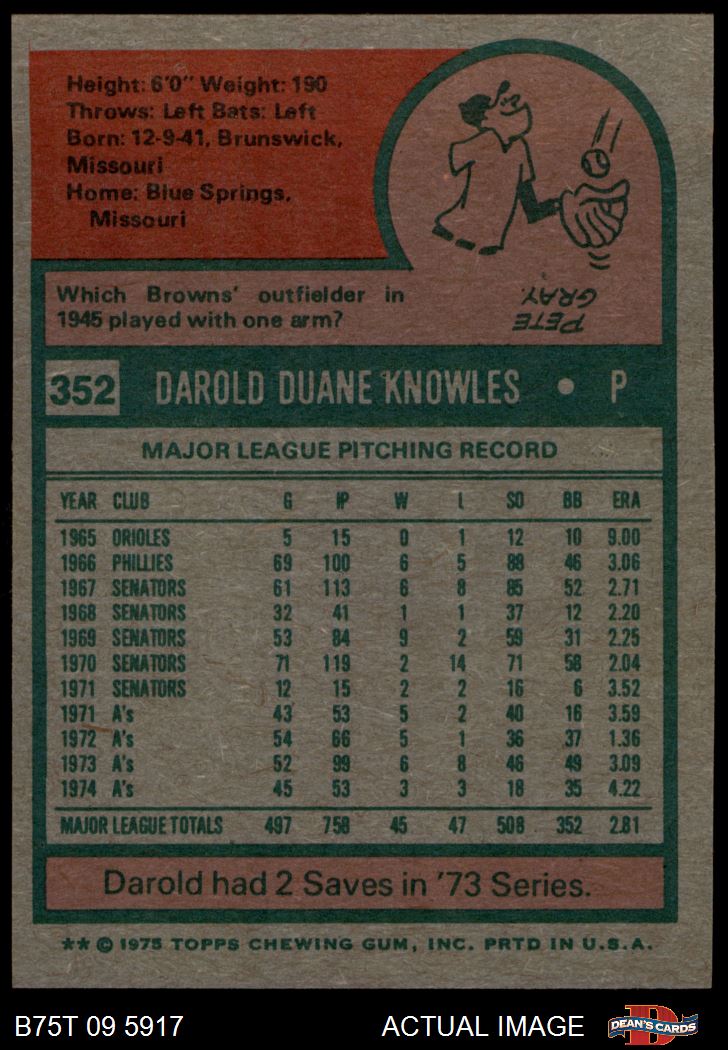 Height: 6'0" Weight: 190
Throws: Left Bats: Left
Born: 12-9-41, Brunswick,
Missouri
Home: Blue Springs,
Missouri
Which Browns' outfielder in
1945 played with one arm?
PETE
GRAY.
352 DAROLD DUANE KNOWLES • P
MAJOR LEAGUE PITCHING RECORD
YEAR CLUB G IP W L SO BB ERA
1965 ORIOLES 5 15 0 1 12 10 9.00
1966 PHILLIES 69 100 6 5 88 46 3.06
1967 SENATORS 61 113 6 8 85 52 2.71
1968 SENATORS 32 41 1 1 37 12 2.20
1969 SENATORS 53 84 9 2 59 31 2.25
1970 SENATORS 71 119 2 14 71 58 2.04
1971 SENATORS 12 15 2 2 16 6 3.52
1971 A's 43 53 5 2 40 16 3.59
1972 A's 54 66 5 1 36 37 1.36
1973 A's 52 99 6 8 46 49 3.09
1974 A's 45 53 3 3 18 35 4.22
MAJOR LEAGUE TOTALS 497 758 45 47 508 352 2.81
Darold had 2 Saves in '73 Series.
** © 1975 TOPPS CHEWING GUM, INC. PRTD IN U.S.A.
B75T 09 5917 ACTUAL IMAGE DEAN'S CARDS